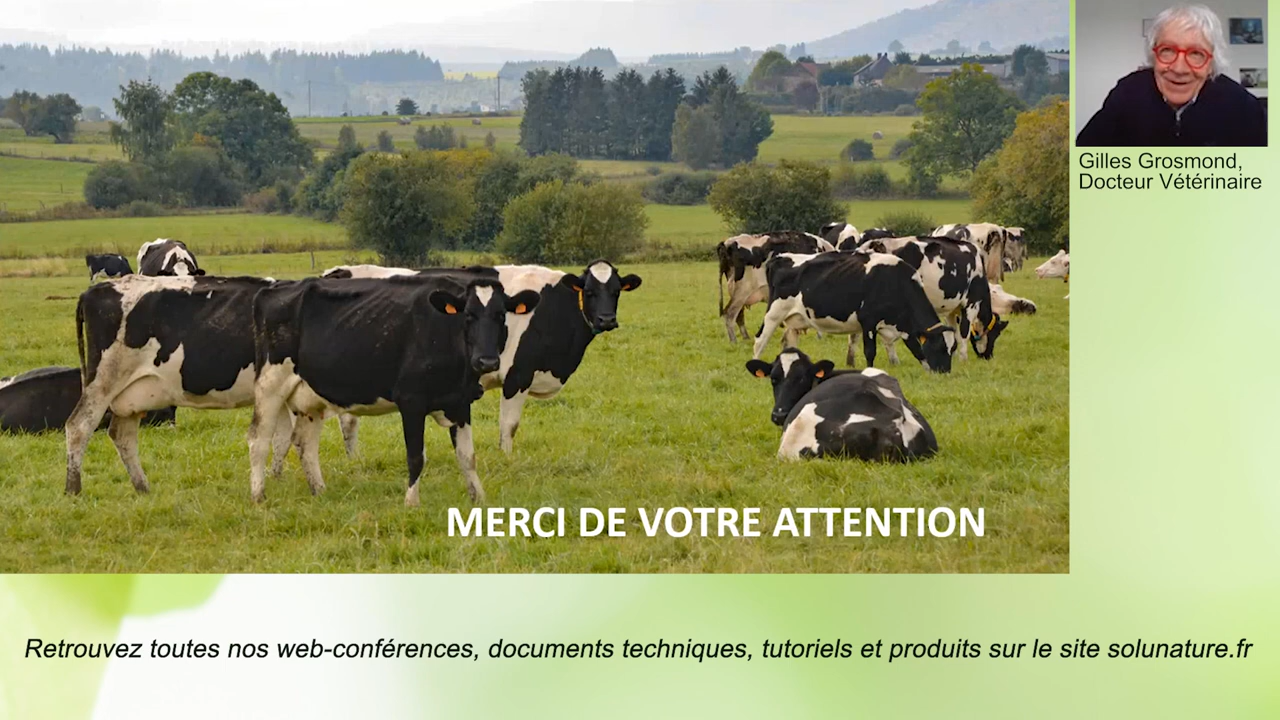 Gilles Grosmond,
Docteur Vétérinaire
MERCI DE VOTRE ATTENTION
Retrouvez toutes nos web-conférences, documents techniques, tutoriels et produits sur le site solunature.fr